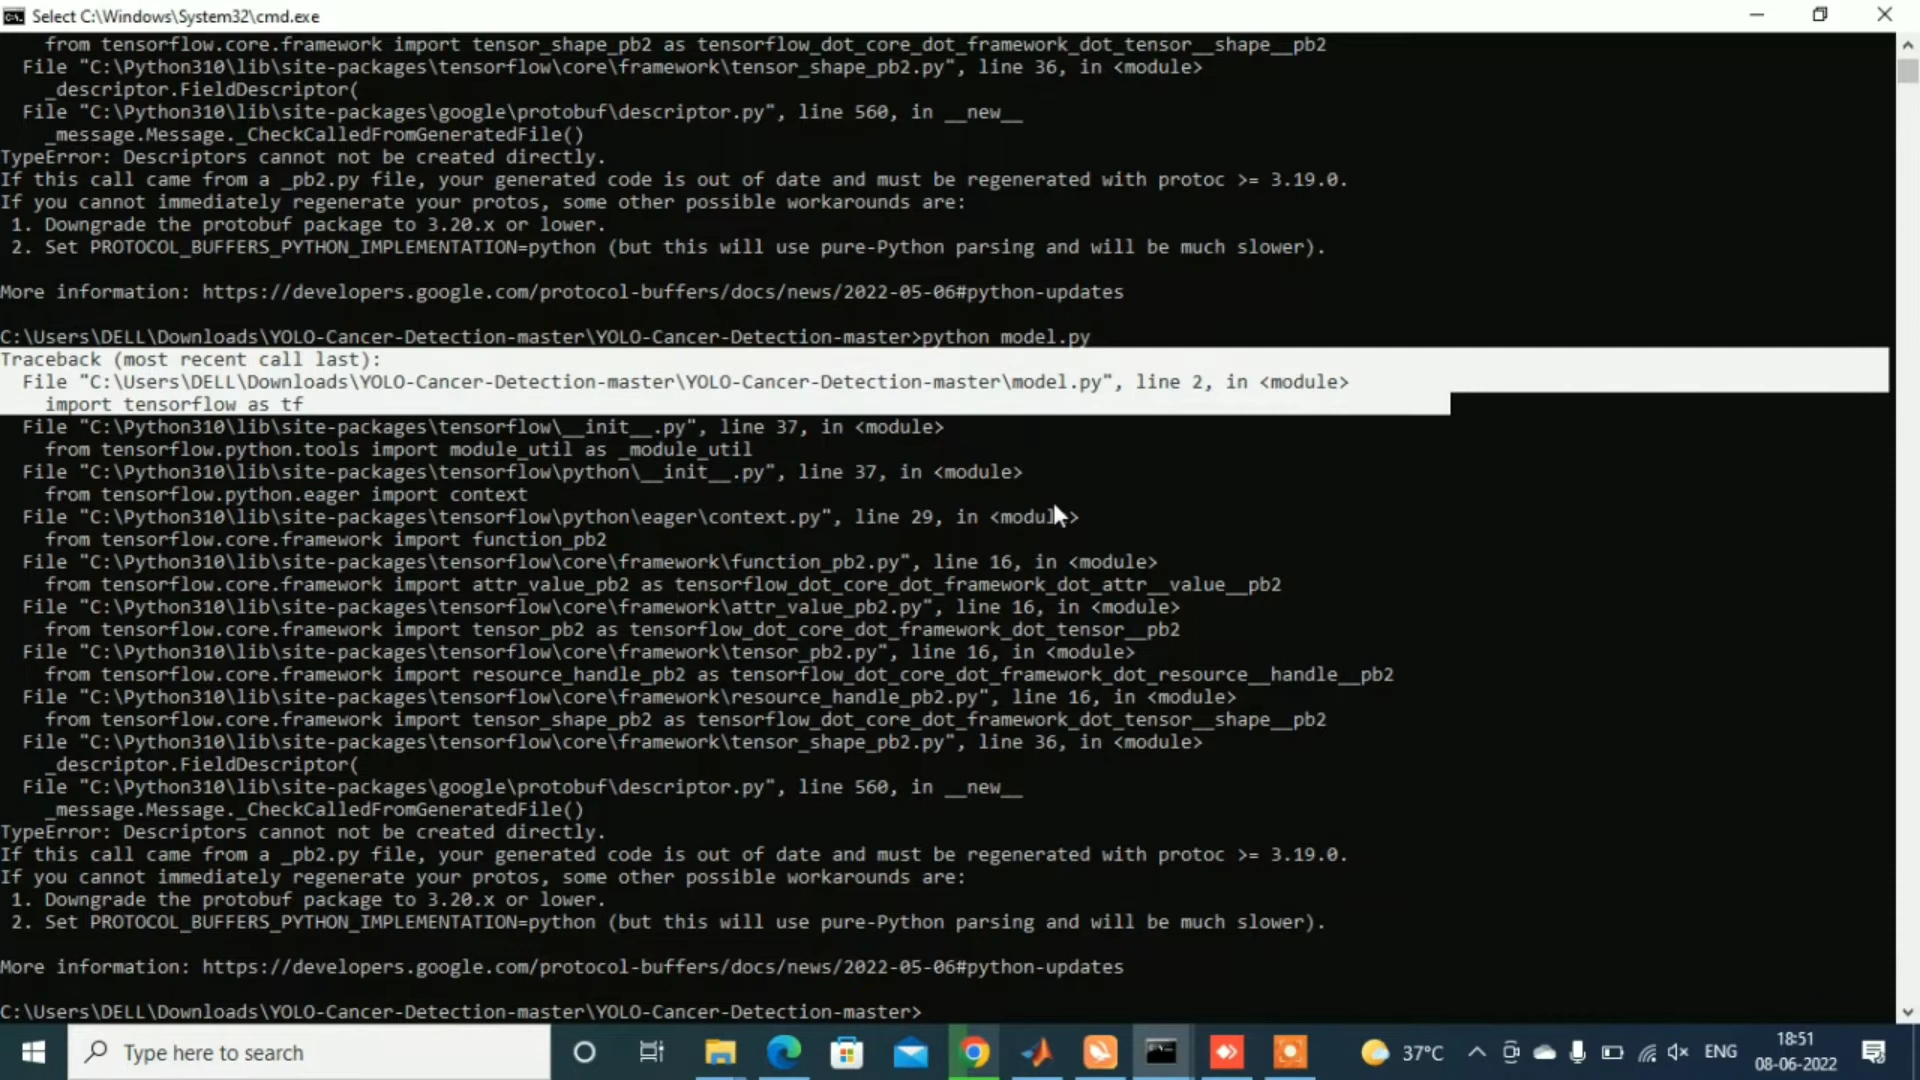 Select C:\Windows\System32\cmd.exe
from tensorflow.core.framework import tensor_shape_pb2 as tensorflow_dot_core_dot_framework_dot_tensor__shape__pb2
File "C:\Python310\lib\site-packages\tensorflow\core\framework\tensor_shape_pb2.py", line 36, in <module>
_descriptor.FieldDescriptor(
File "C:\Python310\lib\site-packages\google\protobuf\descriptor.py", line 560, in __new__
_message.Message._CheckCalledFromGeneratedFile()
TypeError: Descriptors cannot not be created directly.
If this call came from a _pb2.py file, your generated code is out of date and must be regenerated with protoc >= 3.19.0.
If you cannot immediately regenerate your protos, some other possible workarounds are:
1. Downgrade the protobuf package to 3.20.x or lower.
2. Set PROTOCOL_BUFFERS_PYTHON_IMPLEMENTATION=python (but this will use pure-Python parsing and will be much slower).
More information: https://developers.google.com/protocol-buffers/docs/news/2022-05-06#python-updates
C:\Users\DELL\Downloads\YOLO-Cancer-Detection-master\YOLO-Cancer-Detection-master>python model.py
Traceback (most recent call last):
File "C:\Users\DELL\Downloads\YOLO-Cancer-Detection-master\YOLO-Cancer-Detection-master\model.py", line 2, in <module>
import tensorflow as tf
File "C:\Python310\lib\site-packages\tensorflow\__init__.py", line 37, in <module>
from tensorflow.python.tools import module_util as _module_util
File "C:\Python310\lib\site-packages\tensorflow\python\__init__.py", line 37, in <module>
from tensorflow.python.eager import context
File "C:\Python310\lib\site-packages\tensorflow\python\eager\context.py", line 29, in <module>
from tensorflow.core.framework import function_pb2
File "C:\Python310\lib\site-packages\tensorflow\core\framework\function_pb2.py", line 16, in <module>
from tensorflow.core.framework import attr_value_pb2 as tensorflow_dot_core_dot_framework_dot_attr__value__pb2
File "C:\Python310\lib\site-packages\tensorflow\core\framework\attr_value_pb2.py", line 16, in <module>
from tensorflow.core.framework import tensor_pb2 as tensorflow_dot_core_dot_framework_dot_tensor__pb2
File "C:\Python310\lib\site-packages\tensorflow\core\framework\tensor_pb2.py", line 16, in <module>
from tensorflow.core.framework import resource_handle_pb2 as tensorflow_dot_core_dot_framework_dot_resource__handle__pb2
File "C:\Python310\lib\site-packages\tensorflow\core\framework\resource_handle_pb2.py", line 16, in <module>
from tensorflow.core.framework import tensor_shape_pb2 as tensorflow_dot_core_dot_framework_dot_tensor__shape__pb2
File "C:\Python310\lib\site-packages\tensorflow\core\framework\tensor_shape_pb2.py", line 36, in <module>
_descriptor.FieldDescriptor(
File "C:\Python310\lib\site-packages\google\protobuf\descriptor.py", line 560, in __new__
_message.Message._CheckCalledFromGeneratedFile()
TypeError: Descriptors cannot not be created directly.
If this call came from a _pb2.py file, your generated code is out of date and must be regenerated with protoc >= 3.19.0.
If you cannot immediately regenerate your protos, some other possible workarounds are:
1. Downgrade the protobuf package to 3.20.x or lower.
2. Set PROTOCOL_BUFFERS_PYTHON_IMPLEMENTATION=python (but this will use pure-Python parsing and will be much slower).
More information: https://developers.google.com/protocol-buffers/docs/news/2022-05-06#python-updates
C:\Users\DELL\Downloads\YOLO-Cancer-Detection-master\YOLO-Cancer-Detection-master>
Type here to search
37°C
ENG
18:51
08-06-2022